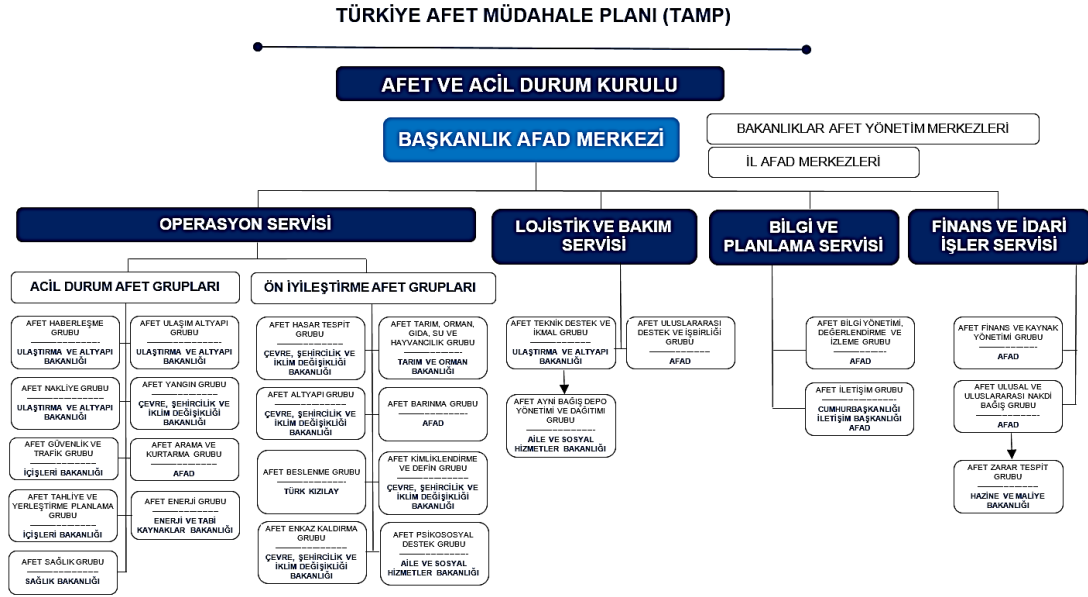 TÜRKİYE AFET MÜDAHALE PLANI (TAMP)
AFET VE ACİL DURUM KURULU
BAŞKANLIK AFAD MERKEZİ
BAKANLIKLAR AFET YÖNETİM MERKEZLERİ
İL AFAD MERKEZLERİ
OPERASYON SERVİSİ
ACİL DURUM AFET GRUPLARI
AFET HABERLEŞME
GRUBU
ULAŞTIRMA VE ALTYAPI
BAKANLIĞI
AFET ULAŞIM ALTYAPI
GRUBU
ULAŞTIRMA VE ALTYAPI
BAKANLIĞI
AFET NAKLİYE GRUBU
ULAŞTIRMA VE ALTYAPI
BAKANLIĞI
AFET YANGIN GRUBU
ÇEVRE, ŞEHİRCİLİK VE
İKLİM DEĞİŞİKLİĞİ
BAKANLIĞI
AFET GÜVENLİK VE
TRAFİK GRUBU
İÇİŞLERİ BAKANLIĞI
AFET ARAMA VE
KURTARMA GRUBU
AFAD
AFET TAHLİYE VE
YERLEŞTİRME PLANLAMA
GRUBU
İÇİŞLERİ BAKANLIĞI
AFET ENERJİ GRUBU
ENERJİ VE TABİ
KAYNAKLAR BAKANLIĞI
AFET SAĞLIK GRUBU
SAĞLIK BAKANLIĞI
ÖN İYİLEŞTİRME AFET GRUPLARI
AFET HASAR TESPİT
GRUBU
ÇEVRE, ŞEHİRCİLİK VE
İKLİM DEĞİŞİKLİĞİ
BAKANLIĞI
AFET TARIM, ORMAN,
GIDA, SU VE
HAYVANCILIK GRUBU
TARIM VE ORMAN
BAKANLIĞI
AFET ALTYAPI GRUBU
ÇEVRE, ŞEHİRCİLİK VE
İKLİM DEĞİŞİKLİĞİ
BAKANLIĞI
AFET BARINMA GRUBU
AFAD
AFET BESLENME GRUBU
TÜRK KIZILAY
AFET KİMLİKLENDİRME
VE DEFİN GRUBU
ÇEVRE, ŞEHİRCİLİK VE
İKLİM DEĞİŞİKLİĞİ
BAKANLIĞI
AFET ENKAZ KALDIRMA
GRUBU
ÇEVRE, ŞEHİRCİLİK VE
İKLİM DEĞİŞİKLİĞİ
BAKANLIĞI
AFET PSİKOSOSYAL
DESTEK GRUBU
AİLE VE SOSYAL
HİZMETLER BAKANLIĞI
LOJİSTİK VE BAKIM
SERVİSİ
AFET TEKNİK DESTEK VE
İKMAL GRUBU
ULAŞTIRMA VE ALTYAPI
BAKANLIĞI
AFET ULUSLARARASI
DESTEK VE İŞBİRLİĞİ
GRUBU
AFAD
AFET AYNİ BAĞIŞ DEPO
YÖNETİMİ VE DAĞITIMI
GRUBU
AİLE VE SOSYAL
HİZMETLER BAKANLIĞI
BİLGİ VE
PLANLAMA SERVİSİ
AFET BİLGİ YÖNETİMİ,
DEĞERLENDİRME VE
İZLEME GRUBU
AFAD
AFET İLETİŞİM GRUBU
CUMHURBAŞKANLIĞI
İLETİŞİM BAŞKANLIĞI
AFAD
FİNANS VE İDARİ
İŞLER SERVİSİ
AFET FİNANS VE KAYNAK
YÖNETİMİ GRUBU
AFAD
AFET ULUSAL VE
ULUSLARARASI NAKDİ
BAĞIŞ GRUBU
AFAD
AFET ZARAR TESPİT
GRUBU
HAZİNE VE MALİYE
BAKANLIĞI